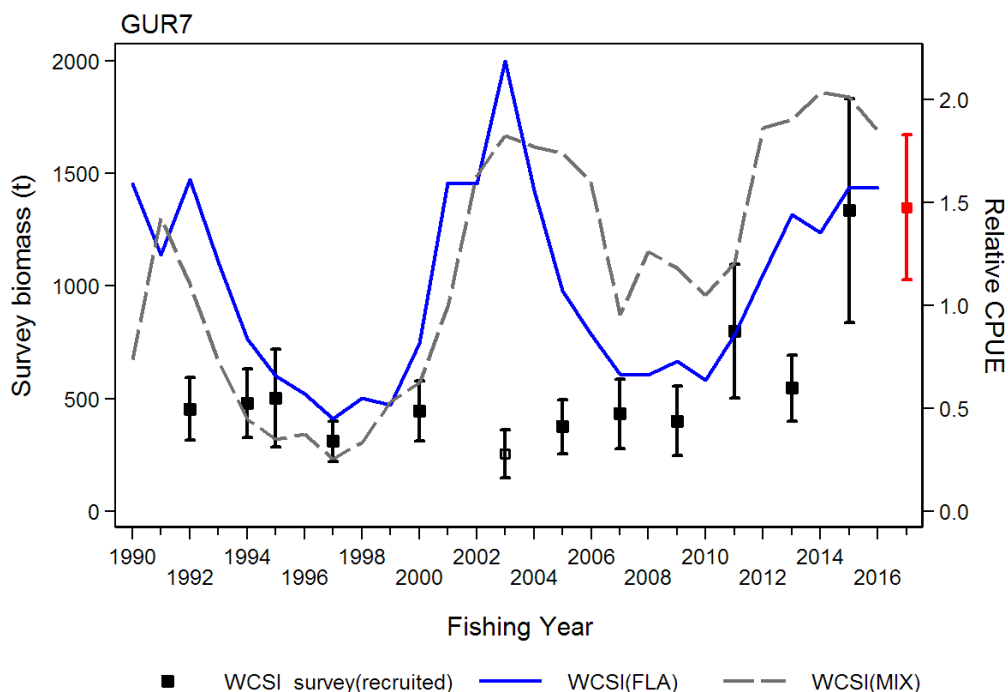 GUR7
2000
1500
1000
500
0
Survey biomass (t)
2.0
1.5
1.0
0.5
0.0
Relative CPUE
1990 1994 1998 2002 2006 2010 2014
1992 1996 2000 2004 2008 2012 2016
Fishing Year
WCSI survey(recruited) WCSI(FLA) WCSI(MIX)